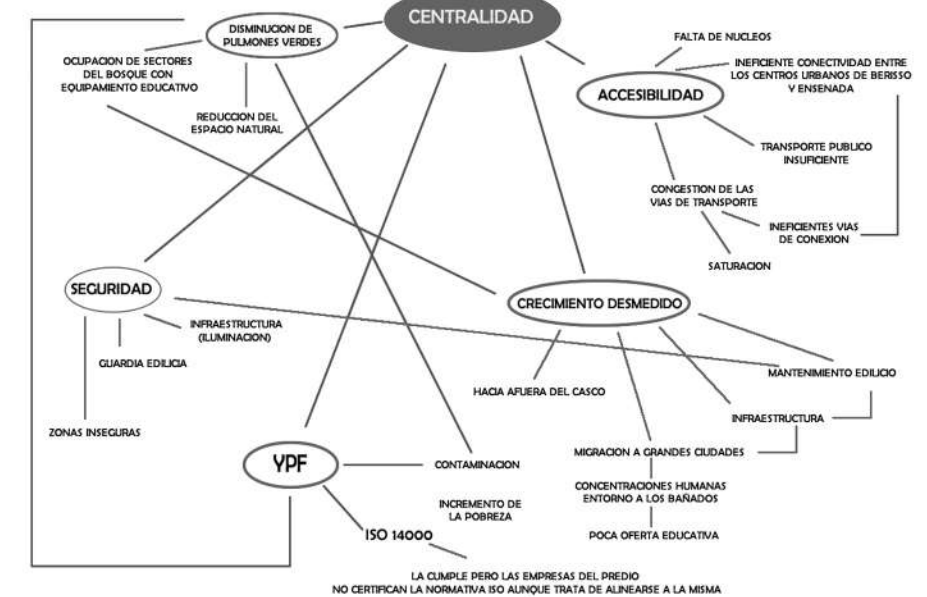 CENTRALIDAD
DISMINUCION DE
PULMONES VERDES
OCUPACION DE SECTORES
DEL BOSQUE CON
EQUIPAMIENTO EDUCATIVO
REDUCCION DEL
ESPACIO NATURAL
FALTA DE NUCLEOS
INEFICIENTE CONECTIVIDAD ENTRE
LOS CENTROS URBANOS DE BERISSO
Y ENSENADA
ACCESIBILIDAD
TRANSPORTE PUBLICO
INSUFICIENTE
CONGESTION DE LAS
VIAS DE TRANSPORTE
INEFICIENTES VIAS
DE CONEXION
SATURACION
SEGURIDAD
INFRAESTRUCTURA
(ILUMINACION)
GUARDIA EDILICIA
ZONAS INSEGURAS
CRECIMIENTO DESMEDIDO
HACIA AFUERA DEL CASCO
MANTENIMIENTO EDILICIO
INFRAESTRUCTURA
MIGRACION A GRANDES CIUDADES
CONCENTRACIONES HUMANAS
ENTORNO A LOS BAÑADOS
POCA OFERTA EDUCATIVA
YPF
CONTAMINACION
INCREMENTO DE
LA POBREZA
ISO 14000
LA CUMPLE PERO LAS EMPRESAS DEL PREDIO
NO CERTIFICAN LA NORMATIVA ISO AUNQUE TRATA DE ALINEARSE A LA MISMA